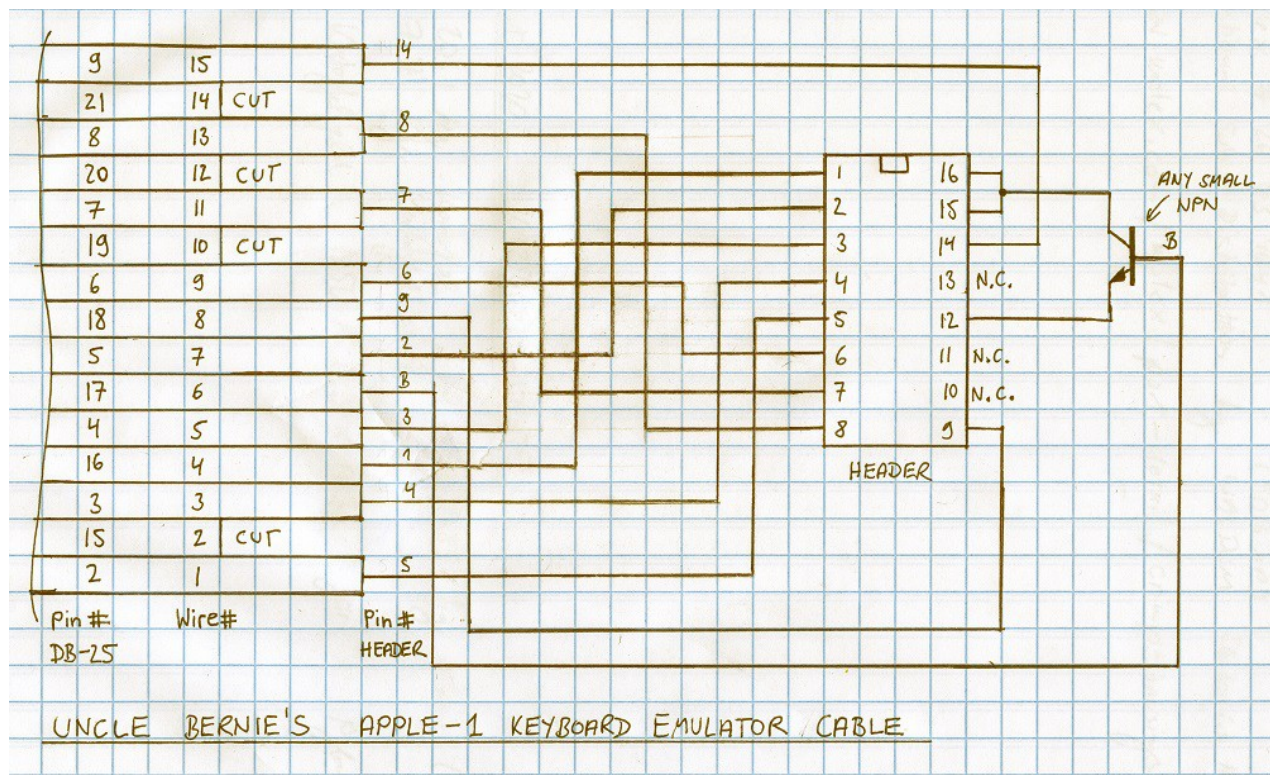 14
9 15
21 14 CUT
8
8 13
20 12 CUT
7
7 11
19 10 CUT
6
6 9
9
18 8
2
5 7
B
17 6
3
4 5
1
16 4
4
3 3
15 2 CUT
5
2 1
Pin # Wire# Pin #
DB-25 HEADER
1 16
2 15
3 14
4 13 N.C.
5 12
6 11 N.C.
7 10 N.C.
8 9
HEADER
ANY SMALL
NPN
B
UNCLE BERNIE'S APPLE-1 KEYBOARD EMULATOR CABLE